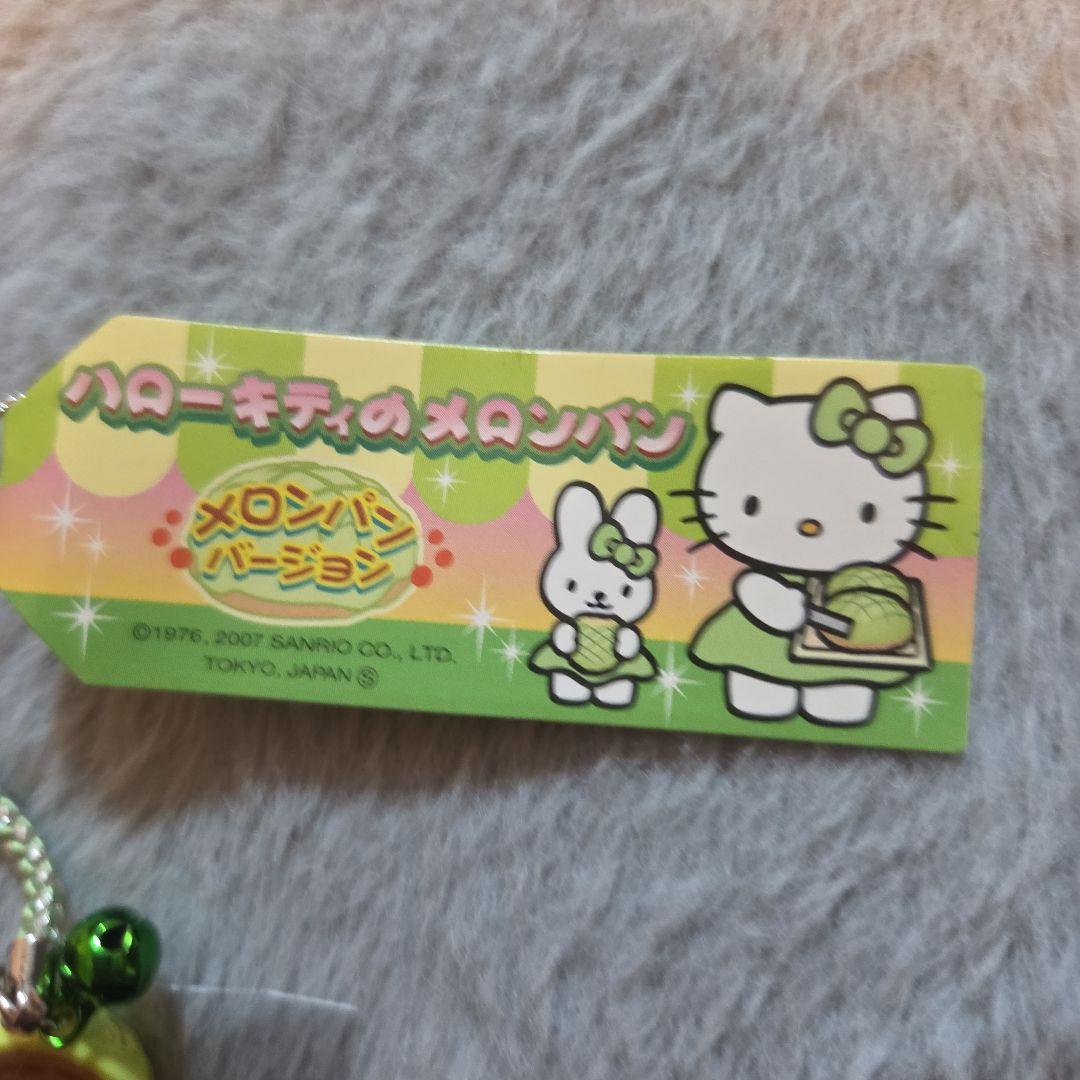 ハローキティのメロンパン
メロンパン
バージョン
©1976, 2007 SANRIO CO., LTD.
TOKYO, JAPAN Ⓢ